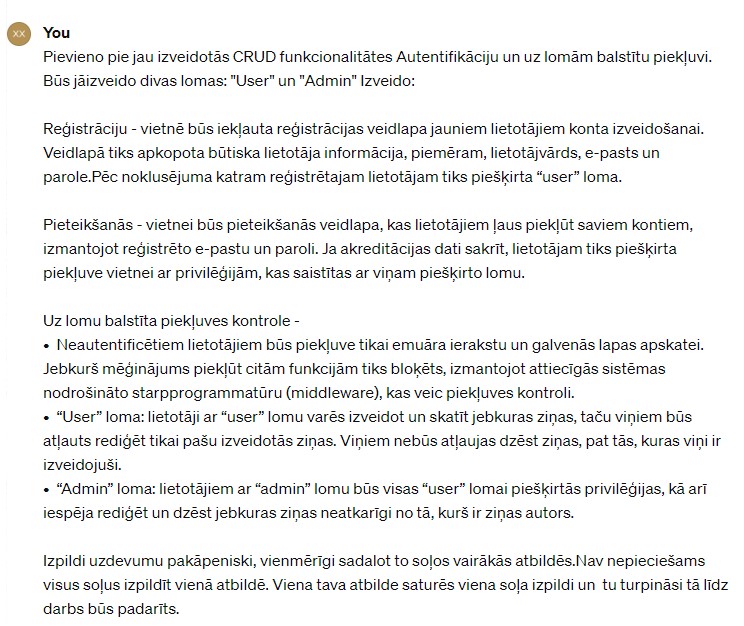 XX
You
Pievieno pie jau izveidotās CRUD funkcionalitātes Autentifikāciju un uz lomām balstītu piekļuvi.
Būs jāizveido divas lomas: "User" un "Admin" Izveido:
Reģistrāciju - vietnē būs iekļauta reģistrācijas veidlapa jauniem lietotājiem konta izveidošanai.
Veidlapā tiks apkopota būtiska lietotāja informācija, piemēram, lietotājvārds, e-pasts un
parole.Pēc noklusējuma katram reģistrētajam lietotājam tiks piešķirta “user” loma.
Pieteikšanās - vietnei būs pieteikšanās veidlapa, kas lietotājiem ļaus piekļūt saviem kontiem,
izmantojot reģistrēto e-pastu un paroli. Ja akreditācijas dati sakrīt, lietotājam tiks piešķirta
piekļuve vietnei ar privilēģijām, kas saistītas ar viņam piešķirto lomu.
Uz lomu balstīta piekļuves kontrole -
• Neautentificētiem lietotājiem būs piekļuve tikai emuāra ierakstu un galvenās lapas apskatei.
Jebkurš mēģinājums piekļūt citām funkcijām tiks bloķēts, izmantojot attiecīgās sistēmas
nodrošināto starpprogrammatūru (middleware), kas veic piekļuves kontroli.
• “User” loma: lietotāji ar “user” lomu varēs izveidot un skatīt jebkuras ziņas, taču viņiem būs
atļauts rediģēt tikai pašu izveidotās ziņas. Viņiem nebūs atļaujas dzēst ziņas, pat tās, kuras viņi ir
izveidojuši.
• “Admin” loma: lietotājiem ar “admin” lomu būs visas “user” lomai piešķirtās privilēģijas, kā arī
iespēja rediģēt un dzēst jebkuras ziņas neatkarīgi no tā, kurš ir ziņas autors.
Izpildi uzdevumu pakāpeniski, vienmērīgi sadalot to soļos vairākās atbildēs.Nav nepieciešams
visus soļus izpildīt vienā atbildē. Viena tava atbilde saturēs viena soļa izpildi un tu turpināsi tā līdz
darbs būs padarīts.